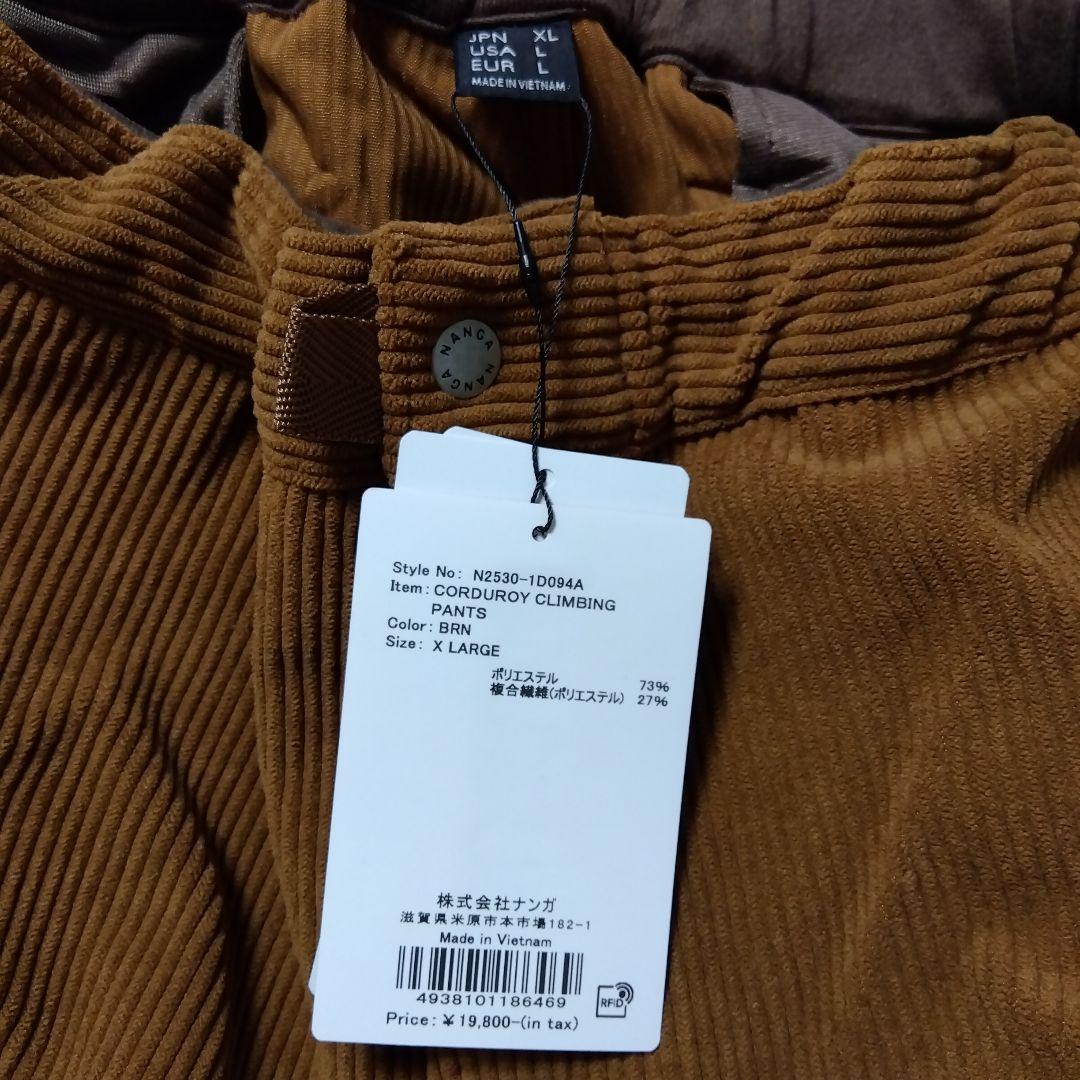 JPN XL
USA L
EUR L
MADE IN VIETNAM
NANGA NANGA
Style No: N2530-1D094A
Item: CORDUROY CLIMBING
PANTS
Color: BRN
Size: X LARGE
ポリエステル 73%
複合繊維(ポリエステル) 27%
株式会社ナンガ
滋賀県米原市本市場182-1
Made in Vietnam
4938101186469
RFID
Price: ¥19,800-(in tax)